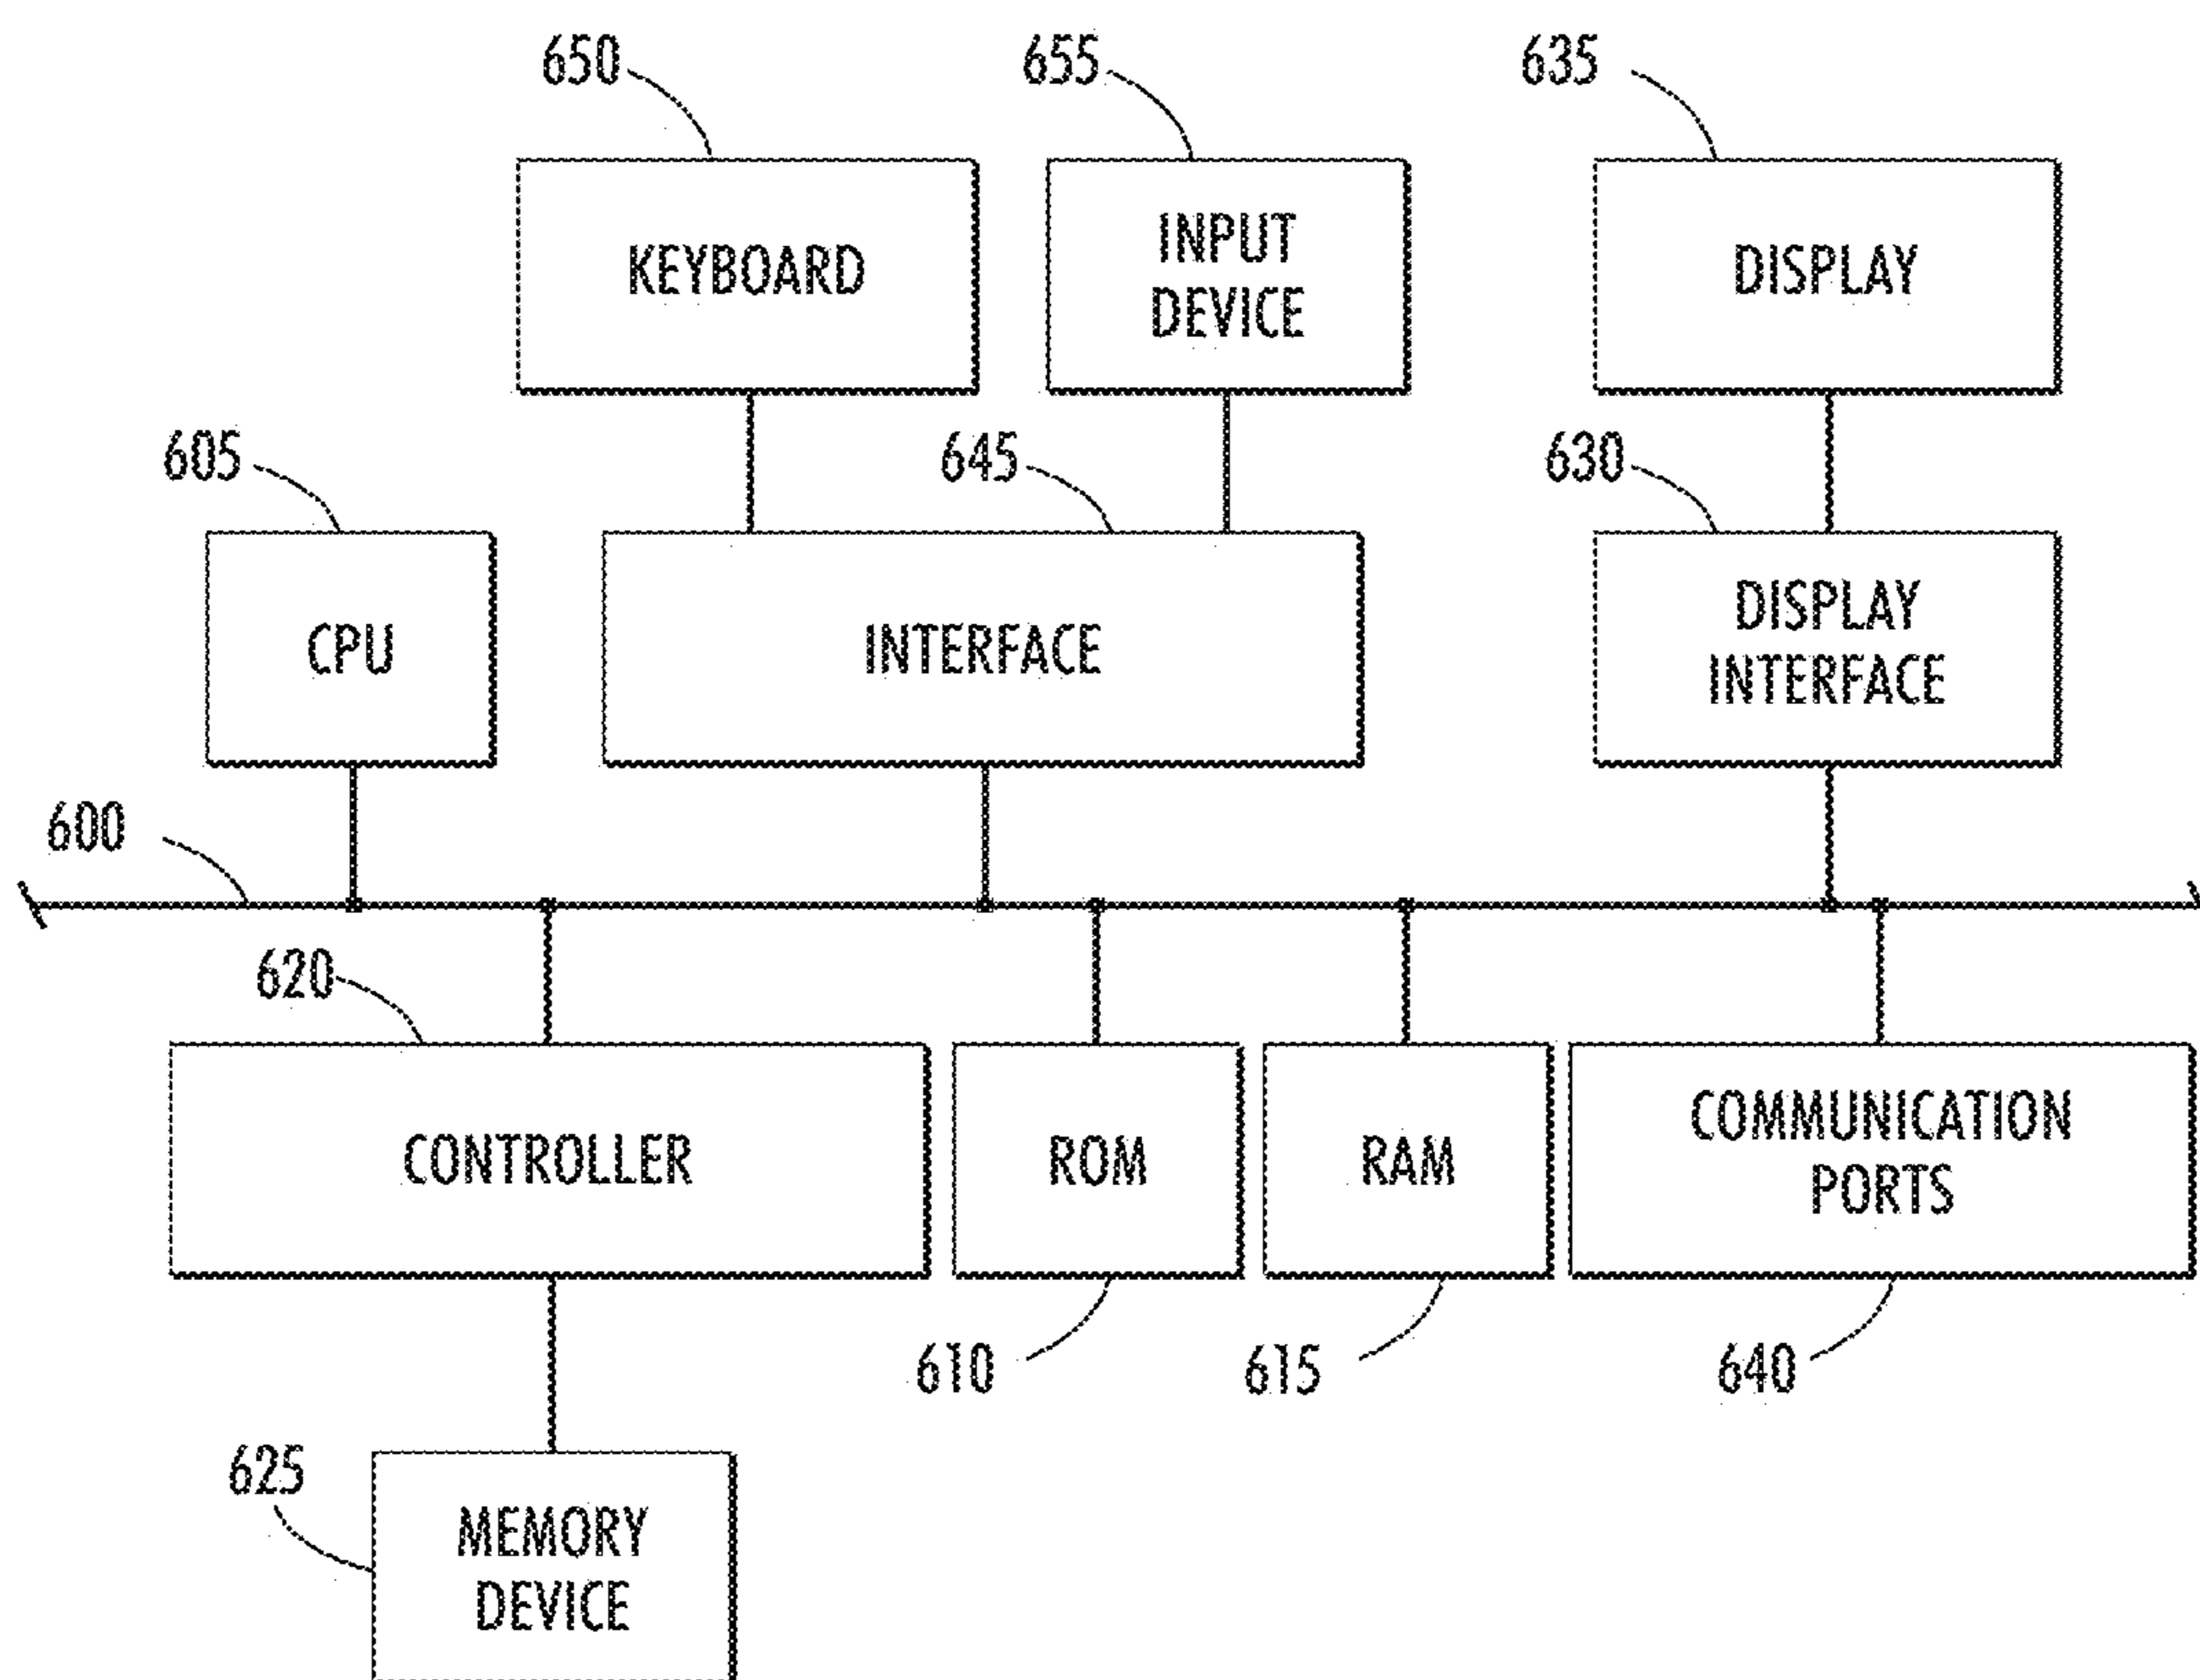 650
655
635
KEYBOARD
INPUT
DEVICE
DISPLAY
605
645
630
CPU
INTERFACE
DISPLAY
INTERFACE
600
620
CONTROLLER
ROM
RAM
COMMUNICATION
PORTS
610
615
640
625
MEMORY
DEVICE